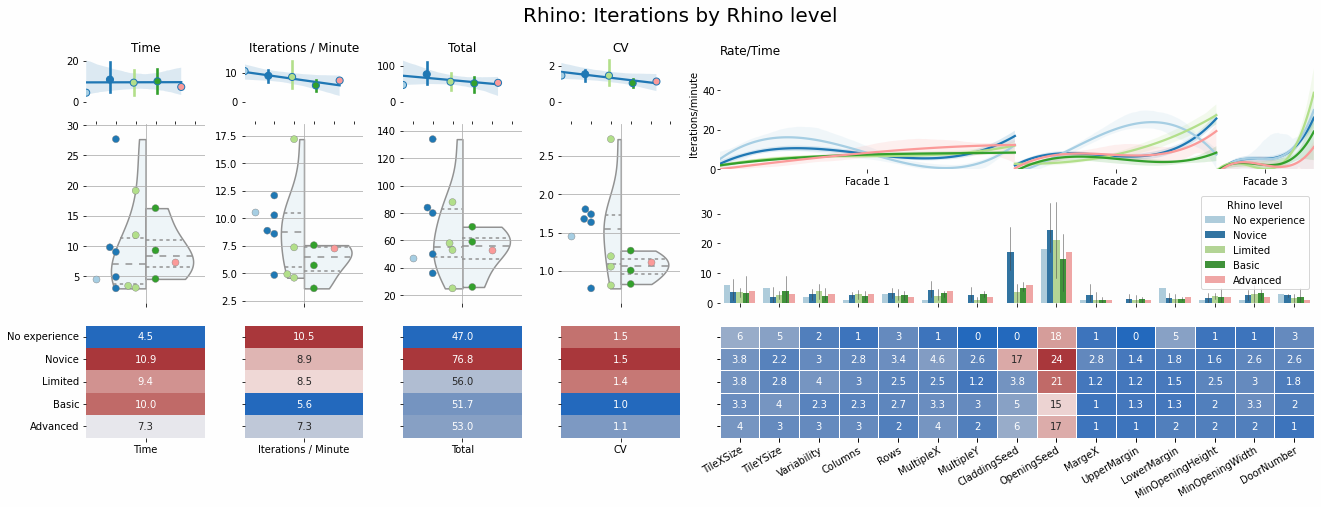 Rhino: Iterations by Rhino level
Time
Iterations / Minute
Total
CV
Rate/Time
20
0
10
0
100
0
2
0
Iterations/minute
40
20
0
Facade 1
Facade 2
Facade 3
30
25
20
15
10
5
17.5
15.0
12.5
10.0
7.5
5.0
2.5
140
120
100
80
60
40
20
2.5
2.0
1.5
1.0
30
20
10
0
Rhino level
No experience
Novice
Limited
Basic
Advanced
No experience 4.5 10.5 47.0 1.5 6 5 2 1 3 1 0 0 18 1 0 5 1 1 3
Novice 10.9 8.9 76.8 1.5 3.8 2.2 3 2.8 3.4 4.6 2.6 17 24 2.8 1.4 1.8 1.6 2.6 2.6
Limited 9.4 8.5 56.0 1.4 3.8 2.8 4 3 2.5 2.5 1.2 3.8 21 1.2 1.2 1.5 2.5 3 1.8
Basic 10.0 5.6 51.7 1.0 3.3 4 2.3 2.3 2.7 3.3 3 5 15 1 1.3 1.3 2 3.3 2
Advanced 7.3 7.3 53.0 1.1 4 3 3 3 2 4 2 6 17 1 1 2 2 2 1
Time
Iterations / Minute
Total
CV
TileXSize
TileYSize
Variability
Columns
Rows
MultipleX
MultipleY
CladdingSeed
OpeningSeed
MargeX
UpperMargin
LowerMargin
MinOpeningHeight
MinOpeningWidth
DoorNumber